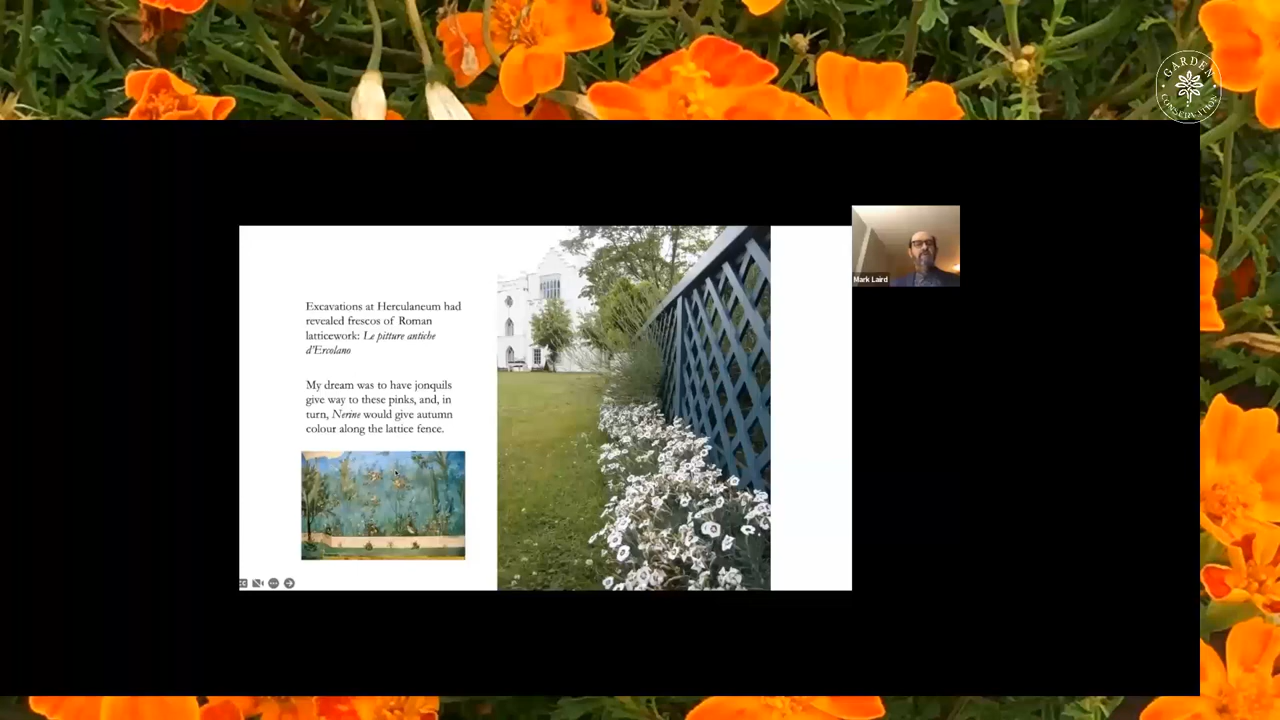 GARDEN
CONSERVATION
Mark Laird
Excavations at Herculaneum had
revealed frescos of Roman
latticework: Le pitture antiche
d'Ercolano
My dream was to have jonquils
give way to these pinks, and, in
turn, Nerine would give autumn
colour along the lattice fence.